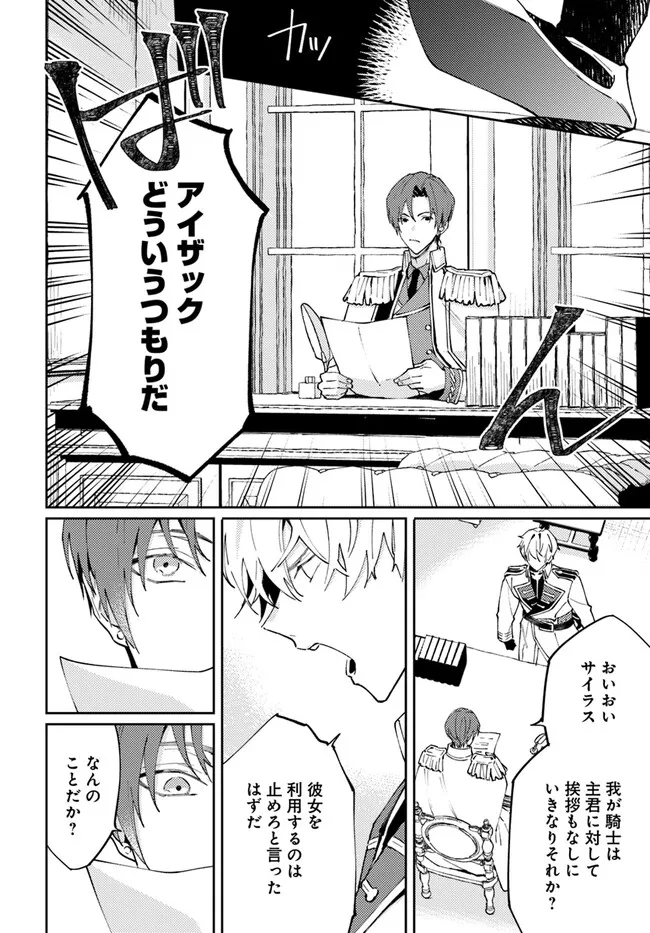 カッ
ばんっ
アイザック
どういうつもりだ
おいおい
サイラス
我が騎士は
主君に対して
挨拶もなしに
いきなりそれか?
彼女を
利用するのは
止めろと言った
はずだ
なんの
ことだか?